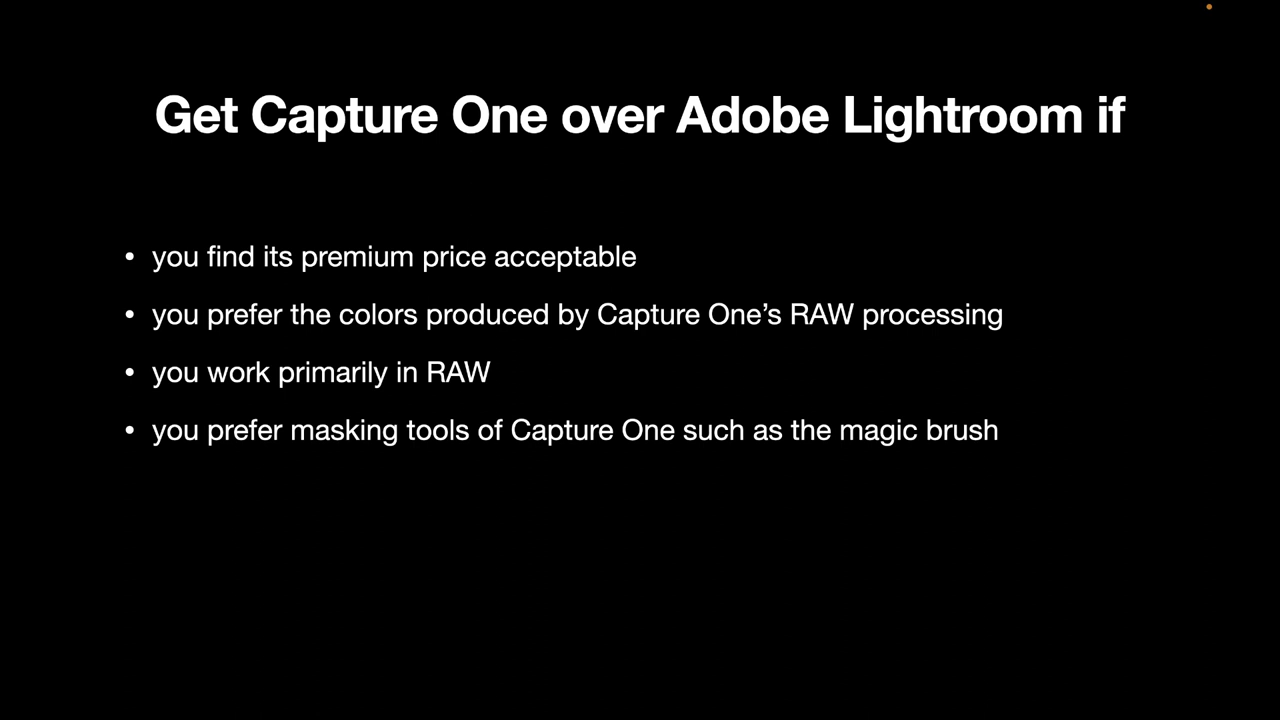 Get Capture One over Adobe Lightroom if
• you find its premium price acceptable
• you prefer the colors produced by Capture One’s RAW processing
• you work primarily in RAW
• you prefer masking tools of Capture One such as the magic brush